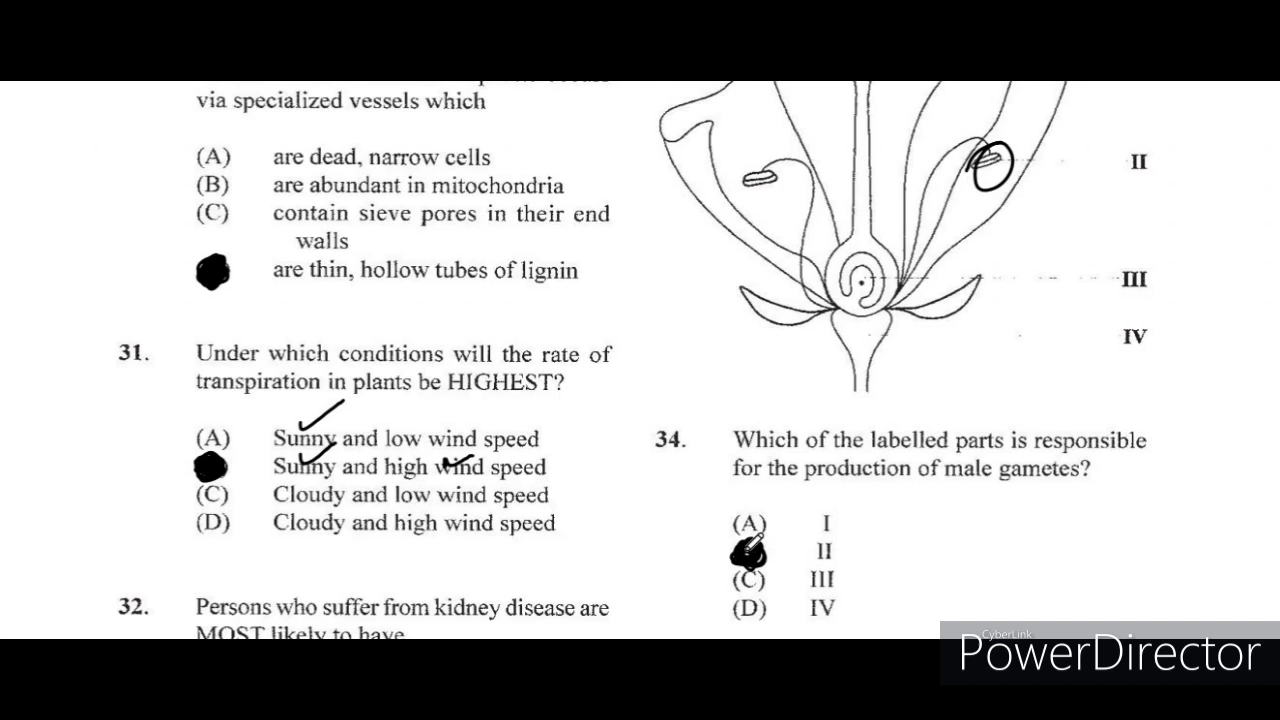 via specialized vessels which
(A) are dead, narrow cells
(B) are abundant in mitochondria
(C) contain sieve pores in their end
walls
are thin, hollow tubes of lignin
31. Under which conditions will the rate of
transpiration in plants be HIGHEST?
(A) Sunny and low wind speed
Sunny and high wind speed
(C) Cloudy and low wind speed
(D) Cloudy and high wind speed
32. Persons who suffer from kidney disease are
MOST likely to have
II
III
IV
34. Which of the labelled parts is responsible
for the production of male gametes?
(A) I
II
(C) III
(D) IV
CyberLink
PowerDirector